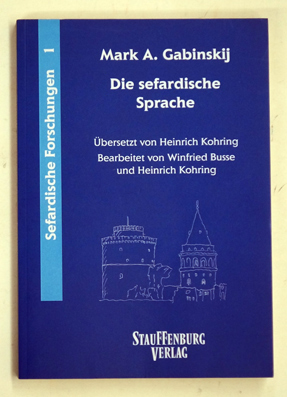 Sefardische Forschungen 1
Mark A. Gabinskij
Die sefardische
Sprache
Übersetzt von Heinrich Kohring
Bearbeitet von Winfried Busse
und Heinrich Kohring
STAUFFENBURG
VERLAG